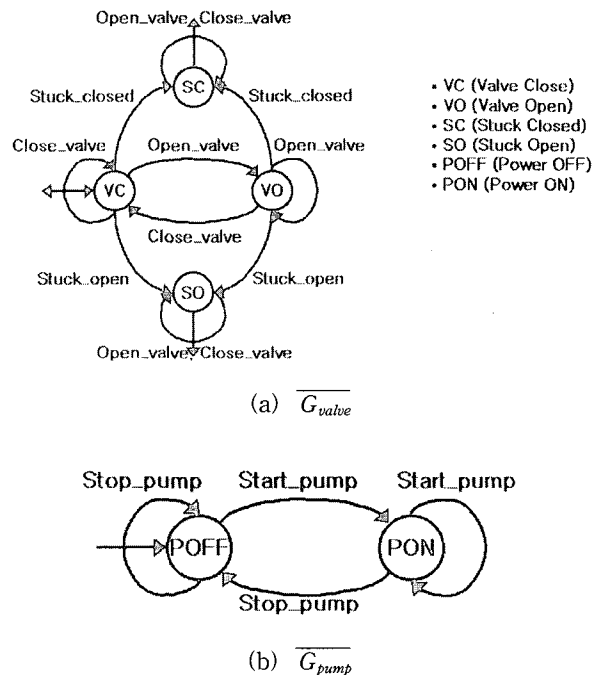 Open_valve Close_valve
SC
Stuck_closed Stuck_closed
Close_valve Open_valve Open_valve
VC VO
Close_valve
Stuck_open Stuck_open
SO
Open_valve Close_valve
• VC (Valve Close)
• VO (Valve Open)
• SC (Stuck Closed)
• SO (Stuck Open)
• POFF (Power OFF)
• PON (Power ON)
(a) G_valve
Stop_pump Start_pump Start_pump
POFF PON
Stop_pump
(b) G_pump